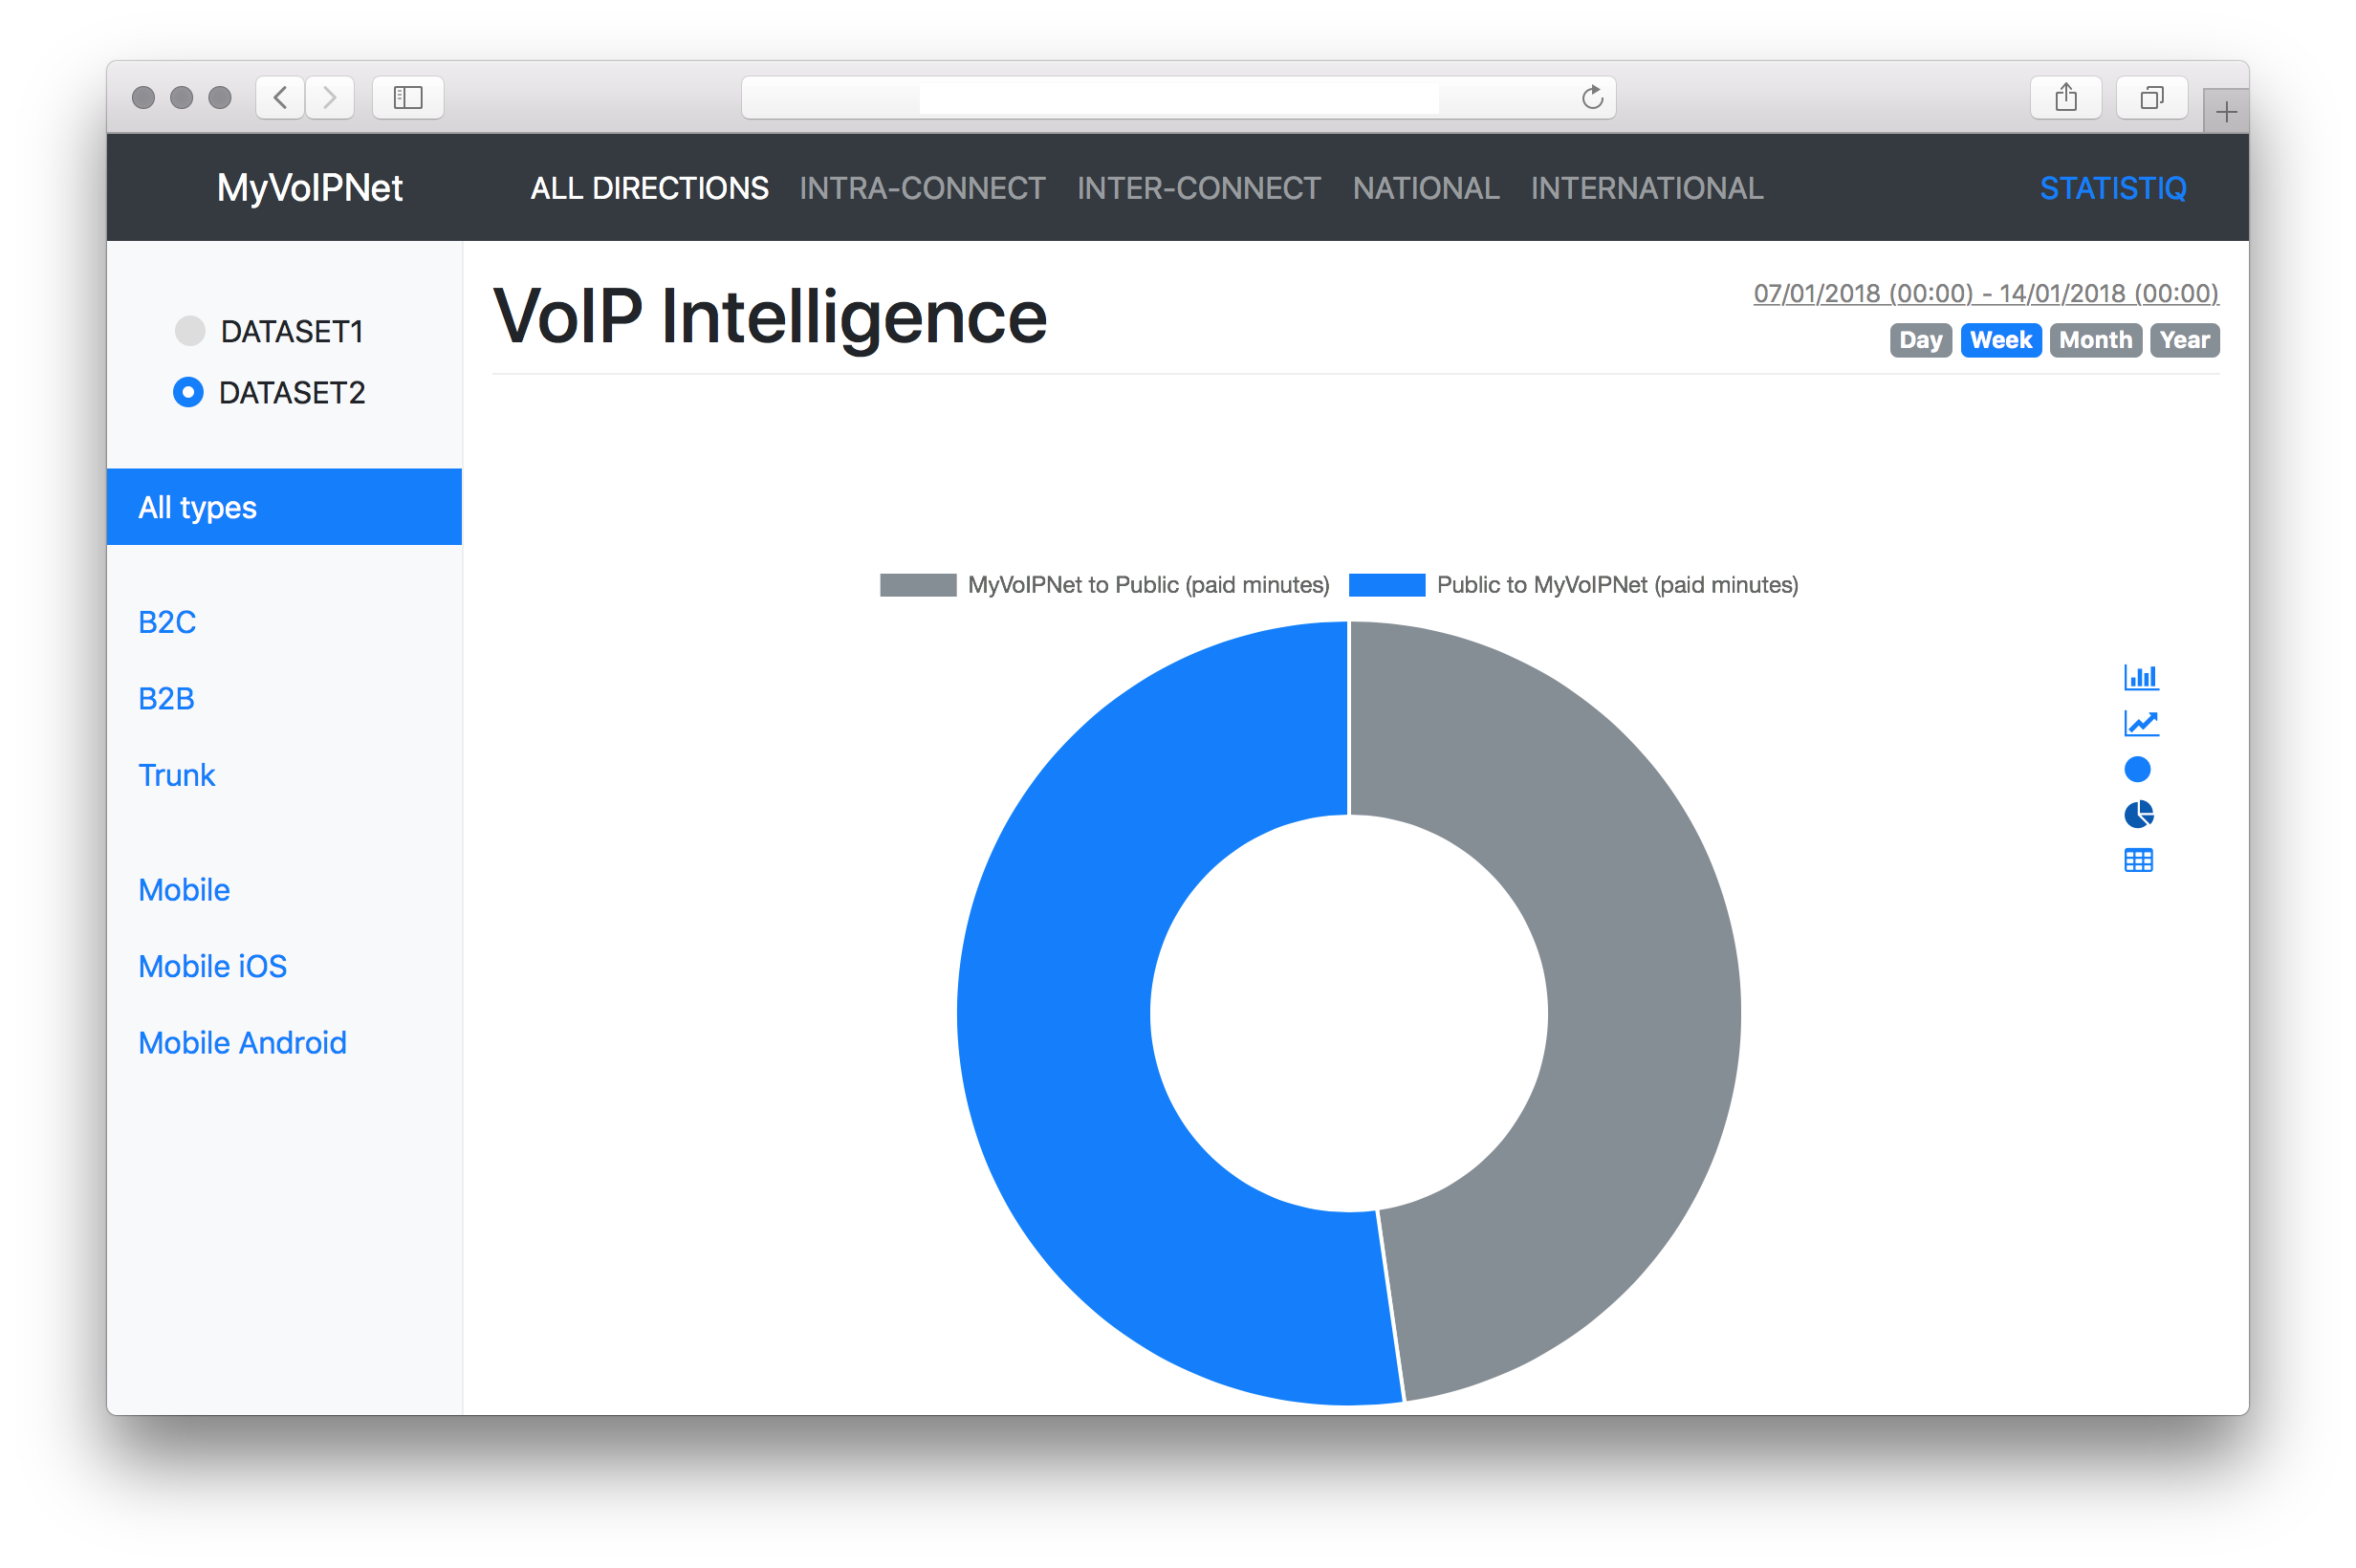 MyVoIPNet ALL DIRECTIONS INTRA-CONNECT INTER-CONNECT NATIONAL INTERNATIONAL STATISTIQ
DATASET1
DATASET2
All types
B2C
B2B
Trunk
Mobile
Mobile iOS
Mobile Android
VoIP Intelligence
07/01/2018 (00:00) - 14/01/2018 (00:00)
Day Week Month Year
MyVoIPNet to Public (paid minutes) Public to MyVoIPNet (paid minutes)